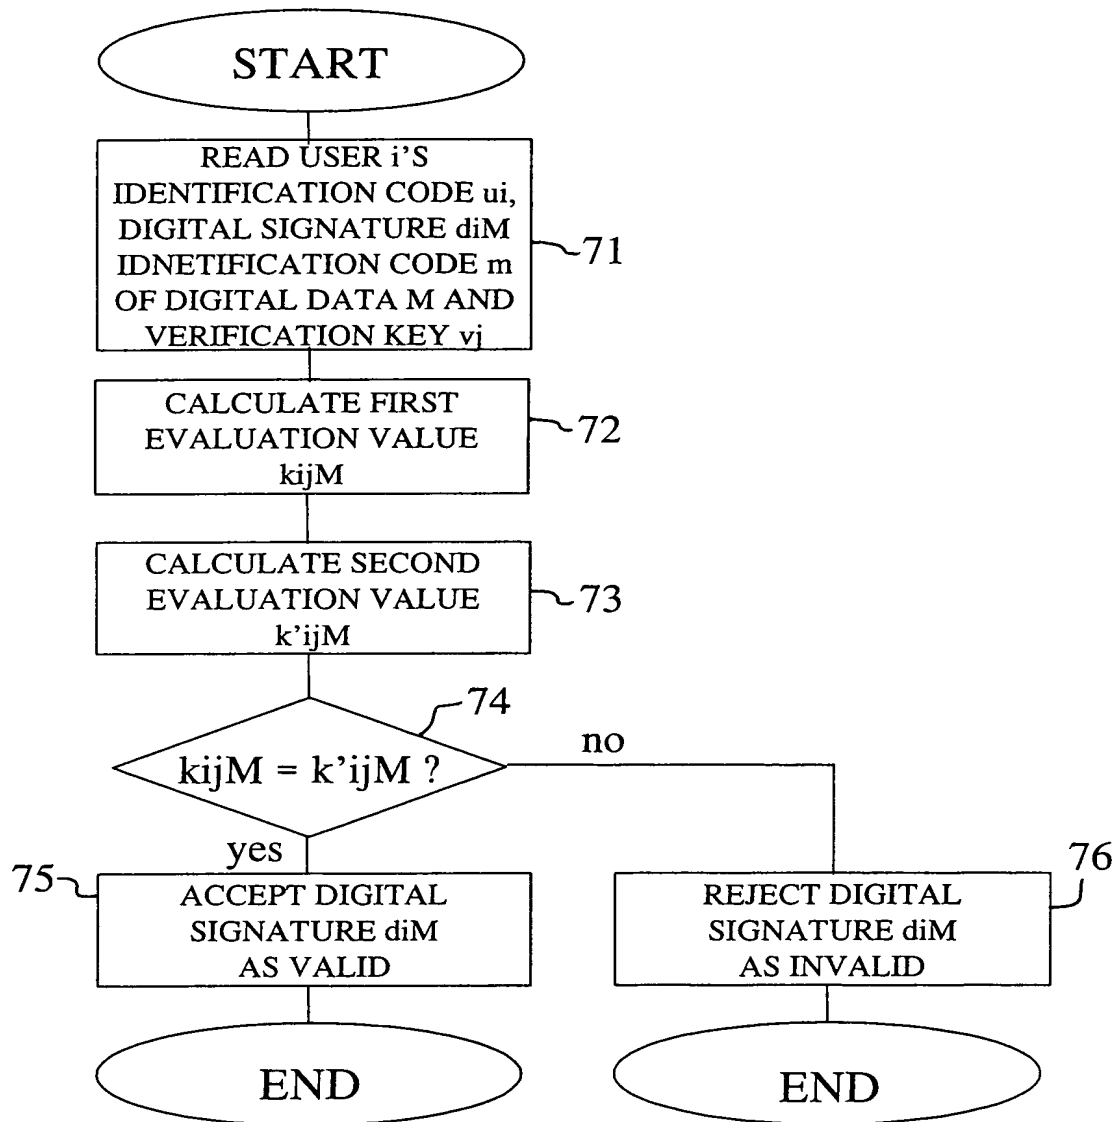 START
READ USER i'S
IDENTIFICATION CODE ui,
DIGITAL SIGNATURE diM
IDNETIFICATION CODE m
OF DIGITAL DATA M AND
VERIFICATION KEY vj
71
CALCULATE FIRST
EVALUATION VALUE
kijM
72
CALCULATE SECOND
EVALUATION VALUE
k'ijM
73
74
kijM = k'ijM ?
no
yes
75
ACCEPT DIGITAL
SIGNATURE diM
AS VALID
76
REJECT DIGITAL
SIGNATURE diM
AS INVALID
END
END